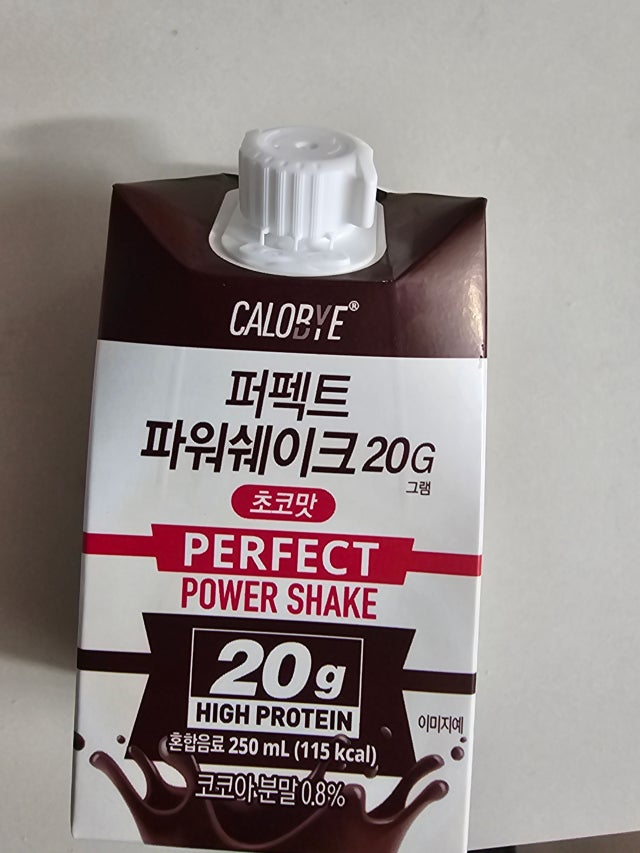 CALOBYE®
퍼펙트
파워쉐이크 20G
그램
초코맛
PERFECT
POWER SHAKE
20g
HIGH PROTEIN
이미지예
혼합음료 250 mL (115 kcal)
코코아분말 0.8%